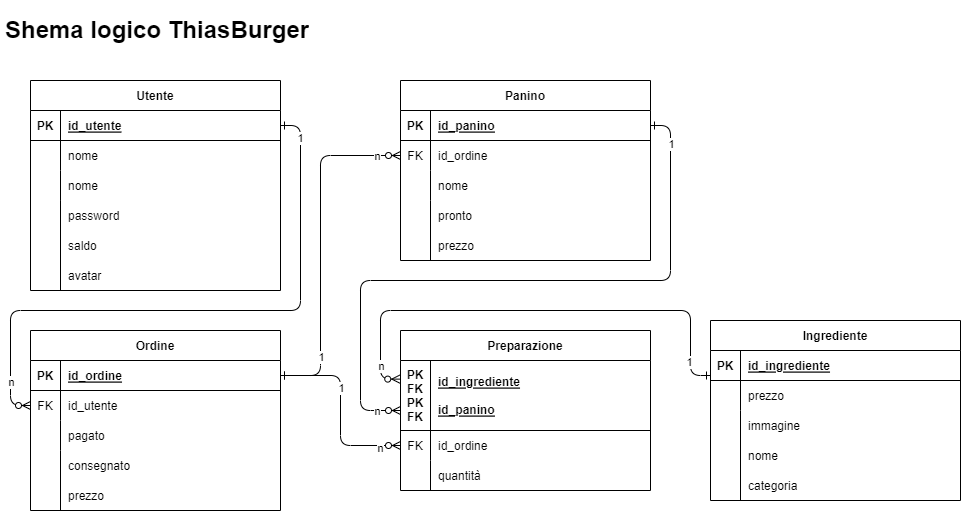 Shema logico ThiasBurger
Utente
PK id_utente
nome
nome
password
saldo
avatar
1
n
Panino
PK id_panino
FK id_ordine
nome
pronto
prezzo
n
1
Ordine
PK id_ordine
FK id_utente
pagato
consegnato
prezzo
1
1
Preparazione
PK FK id_ingrediente
PK FK id_panino
FK id_ordine
quantità
n
n
n
Ingrediente
PK id_ingrediente
prezzo
immagine
nome
categoria
1